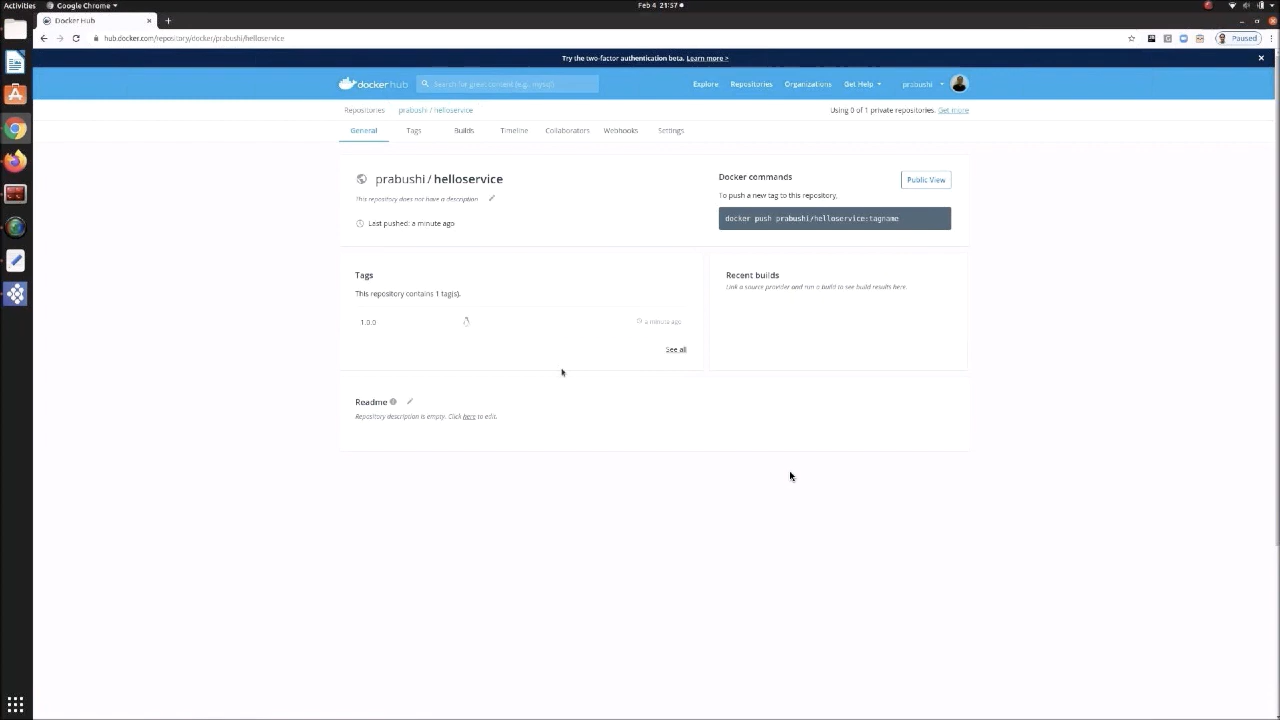 Activities
Google Chrome
Feb 4 21:57
Docker Hub
hub.docker.com/repository/docker/prabushi/helloservice
Paused
Try the two-factor authentication beta. Learn more >
docker hub
Search for great content (e.g., mysql)
Explore
Repositories
Organizations
Get Help
prabushi
Repositories
prabushi / helloservice
Using 0 of 1 private repositories. Get more
General
Tags
Builds
Timeline
Collaborators
Webhooks
Settings
prabushi / helloservice
This repository does not have a description
Last pushed: a minute ago
Docker commands
Public View
To push a new tag to this repository,
docker push prabushi/helloservice:tagname
Tags
This repository contains 1 tag(s).
1.0.0
a minute ago
See all
Recent builds
Link a source provider and run a build to see build results here.
Readme
Repository description is empty. Click here to edit.